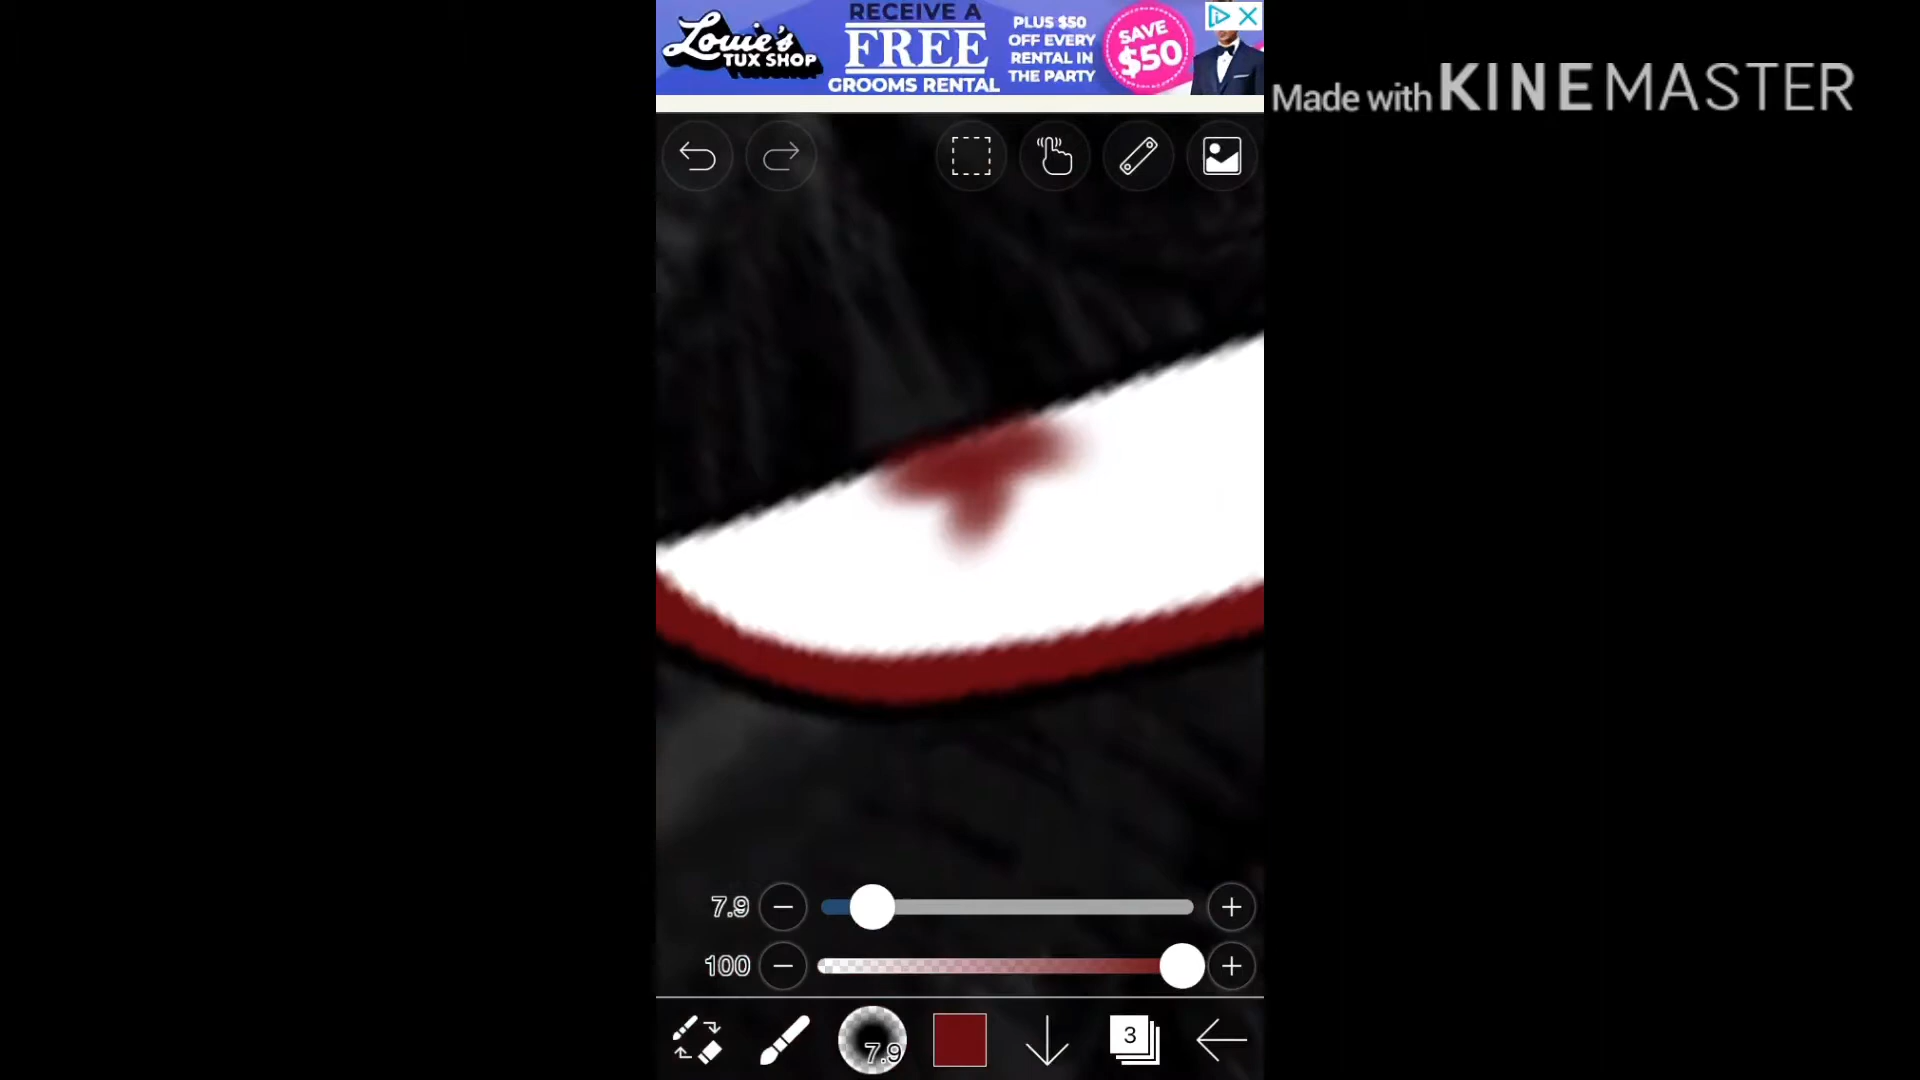 Louie's
TUX SHOP
RECEIVE A
FREE
GROOMS RENTAL
PLUS $50
OFF EVERY
RENTAL IN
THE PARTY
SAVE
$50
Made with KINEMASTER
7.9
100
7.9
3